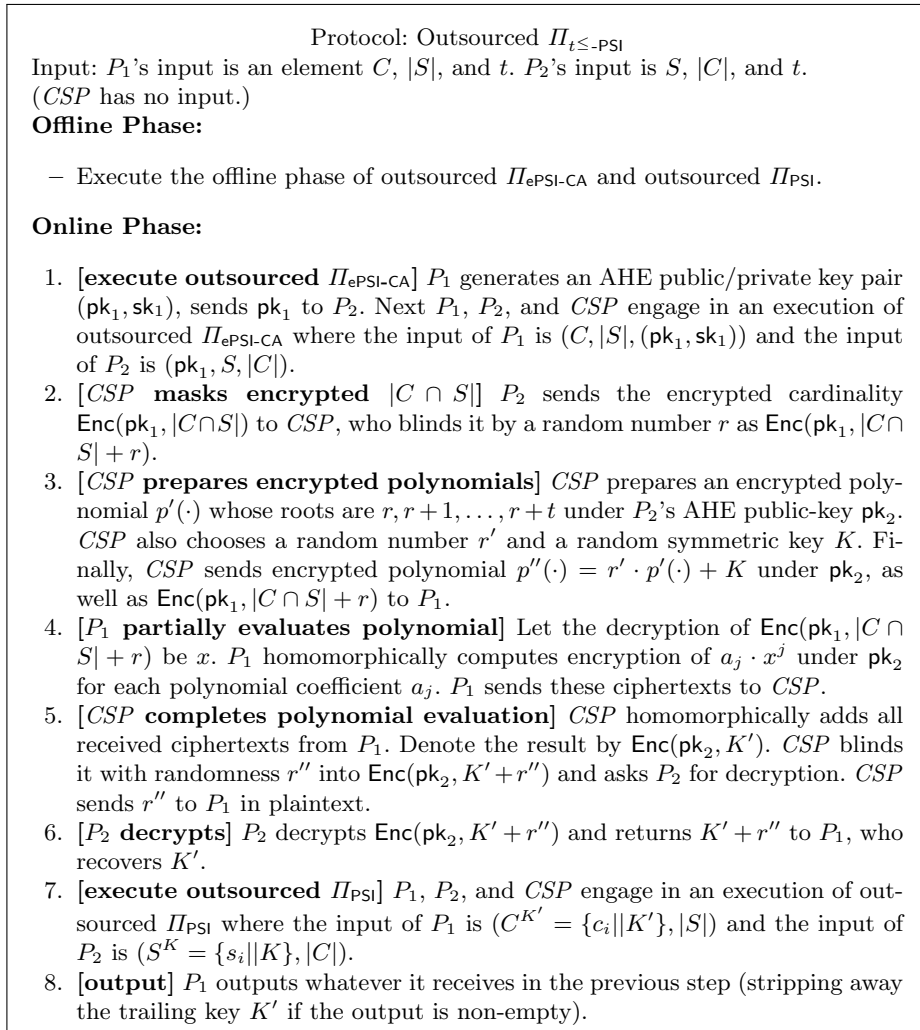 Protocol: Outsourced Π_{t≤-PSI}
Input: P₁'s input is an element C, |S|, and t. P₂'s input is S, |C|, and t.
(CSP has no input.)
Offline Phase:
– Execute the offline phase of outsourced Π_{ePSI-CA} and outsourced Π_{PSI}.
Online Phase:
1. [execute outsourced Π_{ePSI-CA}] P₁ generates an AHE public/private key pair
(pk₁, sk₁), sends pk₁ to P₂. Next P₁, P₂, and CSP engage in an execution of
outsourced Π_{ePSI-CA} where the input of P₁ is (C, |S|, (pk₁, sk₁)) and the input
of P₂ is (pk₁, S, |C|).
2. [CSP masks encrypted |C ∩ S|] P₂ sends the encrypted cardinality
Enc(pk₁, |C∩S|) to CSP, who blinds it by a random number r as Enc(pk₁, |C∩
S| + r).
3. [CSP prepares encrypted polynomials] CSP prepares an encrypted poly-
nomial p′(·) whose roots are r, r + 1, . . . , r + t under P₂'s AHE public-key pk₂.
CSP also chooses a random number r′ and a random symmetric key K. Fi-
nally, CSP sends encrypted polynomial p″(·) = r′ · p′(·) + K under pk₂, as
well as Enc(pk₁, |C ∩ S| + r) to P₁.
4. [P₁ partially evaluates polynomial] Let the decryption of Enc(pk₁, |C ∩
S| + r) be x. P₁ homomorphically computes encryption of a_j · x^j under pk₂
for each polynomial coefficient a_j. P₁ sends these ciphertexts to CSP.
5. [CSP completes polynomial evaluation] CSP homomorphically adds all
received ciphertexts from P₁. Denote the result by Enc(pk₂, K′). CSP blinds
it with randomness r″ into Enc(pk₂, K′ + r″) and asks P₂ for decryption. CSP
sends r″ to P₁ in plaintext.
6. [P₂ decrypts] P₂ decrypts Enc(pk₂, K′ + r″) and returns K′ + r″ to P₁, who
recovers K′.
7. [execute outsourced Π_{PSI}] P₁, P₂, and CSP engage in an execution of out-
sourced Π_{PSI} where the input of P₁ is (C^{K′} = {c_i||K′}, |S|) and the input of
P₂ is (S^K = {s_i||K}, |C|).
8. [output] P₁ outputs whatever it receives in the previous step (stripping away
the trailing key K′ if the output is non-empty).